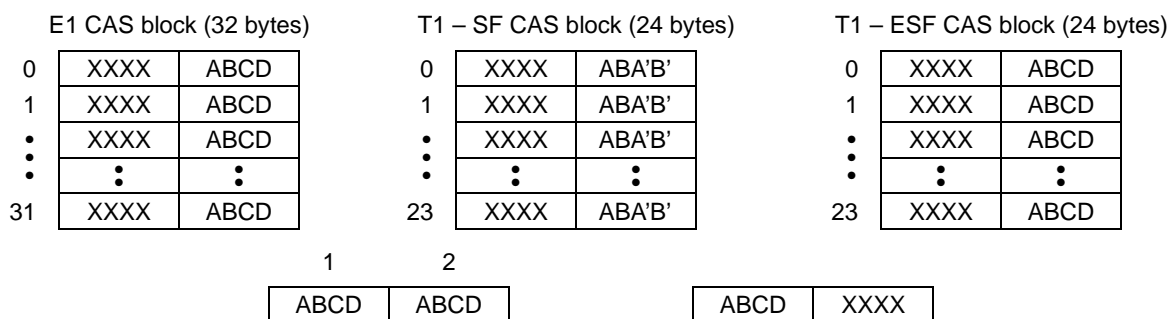 E1 CAS block (32 bytes) T1 – SF CAS block (24 bytes) T1 – ESF CAS block (24 bytes)
0 XXXX ABCD 0 XXXX ABA'B' 0 XXXX ABCD
1 XXXX ABCD 1 XXXX ABA'B' 1 XXXX ABCD
XXXX ABCD XXXX ABA'B' XXXX ABCD
31 XXXX ABCD 23 XXXX ABA'B' 23 XXXX ABCD
1 2
ABCD ABCD ABCD XXXX